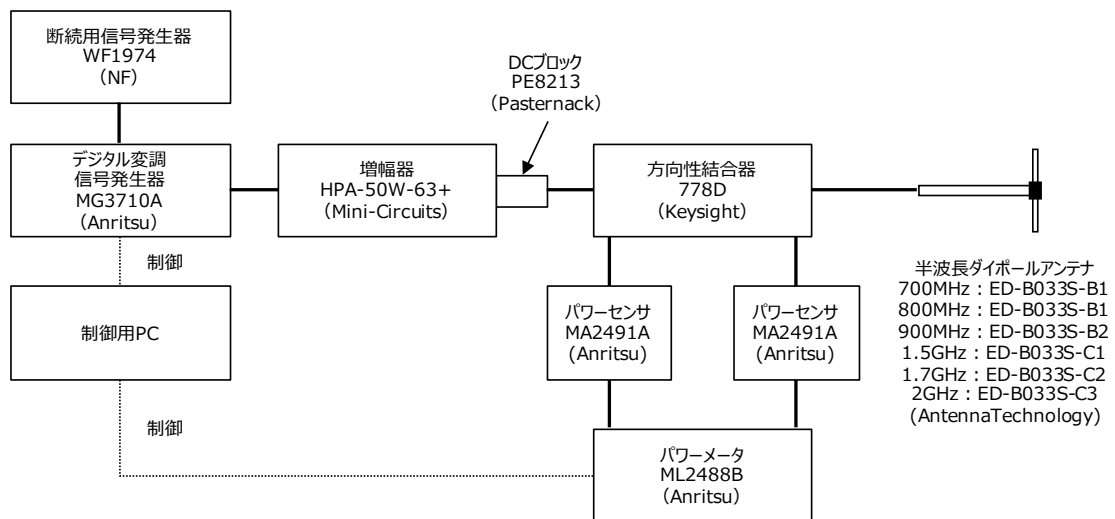 断続用信号発生器
WF1974
（NF）
DCブロック
PE8213
（Pasternack）
デジタル変調
信号発生器
MG3710A
（Anritsu）
増幅器
HPA-50W-63+
（Mini-Circuits）
方向性結合器
778D
（Keysight）
制御
制御用PC
パワーセンサ
MA2491A
（Anritsu）
パワーセンサ
MA2491A
（Anritsu）
半波長ダイポールアンテナ
700MHz：ED-B033S-B1
800MHz：ED-B033S-B1
900MHz：ED-B033S-B2
1.5GHz：ED-B033S-C1
1.7GHz：ED-B033S-C2
2GHz：ED-B033S-C3
（AntennaTechnology）
制御
パワーメータ
ML2488B
（Anritsu）